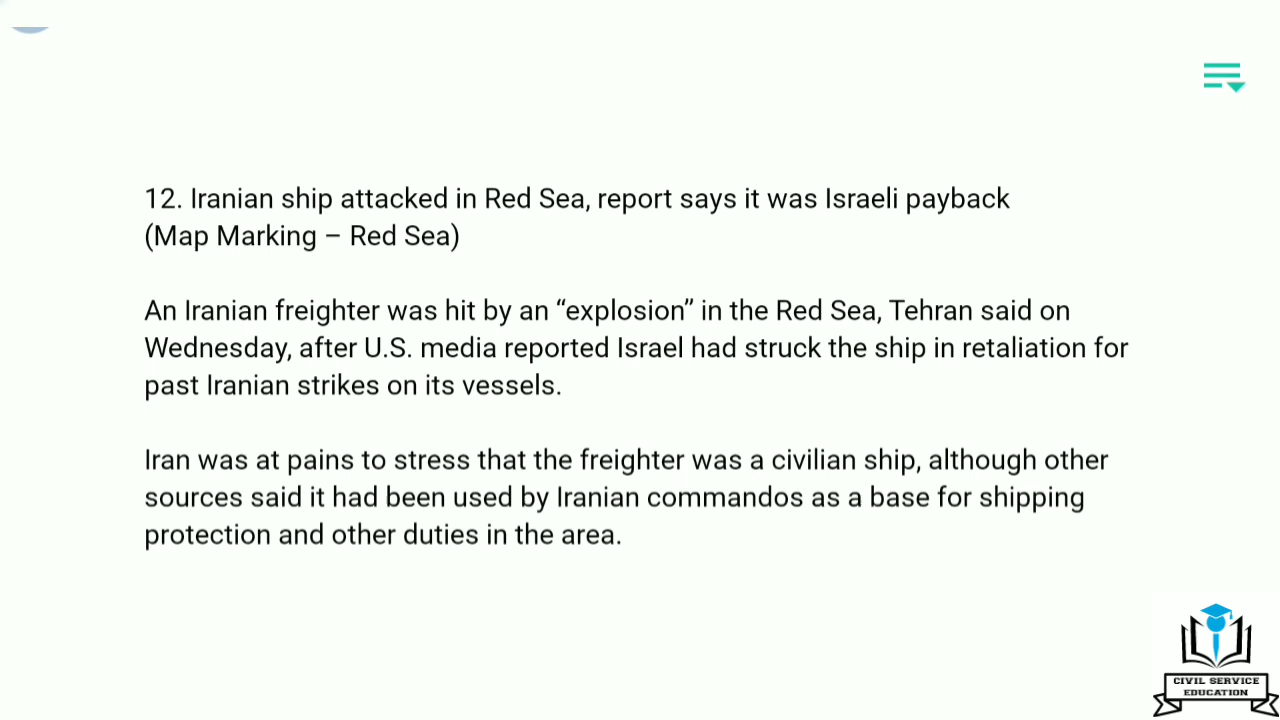 12. Iranian ship attacked in Red Sea, report says it was Israeli payback
(Map Marking – Red Sea)
An Iranian freighter was hit by an “explosion” in the Red Sea, Tehran said on
Wednesday, after U.S. media reported Israel had struck the ship in retaliation for
past Iranian strikes on its vessels.
Iran was at pains to stress that the freighter was a civilian ship, although other
sources said it had been used by Iranian commandos as a base for shipping
protection and other duties in the area.
CIVIL SERVICE
EDUCATION